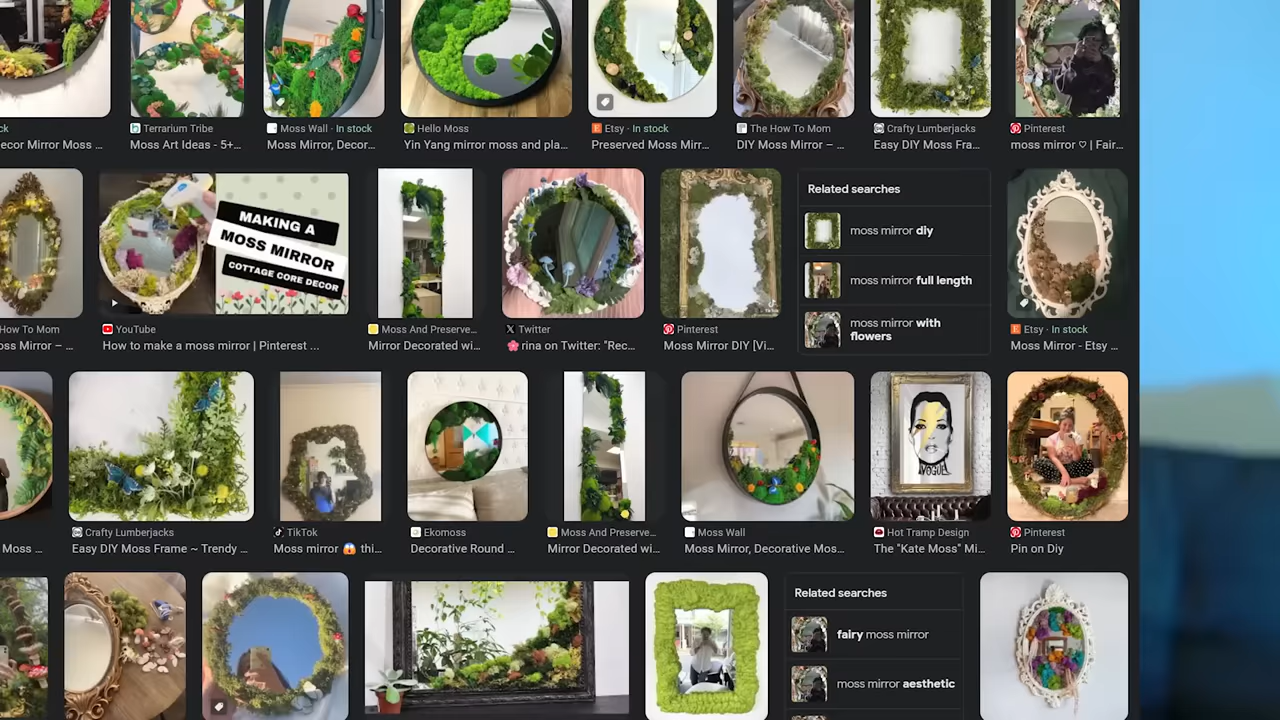 ck
Terrarium Tribe
Moss Wall · In stock
Hello Moss
Etsy · In stock
The How To Mom
Crafty Lumberjacks
Pinterest
ecor Mirror Moss ...
Moss Art Ideas - 5+...
Moss Mirror, Decor...
Yin Yang mirror moss and pla...
Preserved Moss Mirr...
DIY Moss Mirror – ...
Easy DIY Moss Fra...
moss mirror ♡ | Fair...
MAKING A
MOSS MIRROR
COTTAGE CORE DECOR
Related searches
moss mirror diy
moss mirror full length
moss mirror with
flowers
How To Mom
YouTube
Moss And Preserve...
Twitter
Pinterest
Etsy · In stock
oss Mirror – ...
How to make a moss mirror | Pinterest ...
Mirror Decorated wi...
🌸 rina on Twitter: "Rec...
Moss Mirror DIY [Vi...
Moss Mirror - Etsy ...
VOGUE
Crafty Lumberjacks
TikTok
Ekomoss
Moss And Preserve...
Moss Wall
Hot Tramp Design
Pinterest
Moss ...
Easy DIY Moss Frame ~ Trendy ...
Moss mirror 😱 thi...
Decorative Round ...
Mirror Decorated wi...
Moss Mirror, Decorative Mos...
The "Kate Moss" Mi...
Pin on Diy
Related searches
fairy moss mirror
moss mirror aesthetic